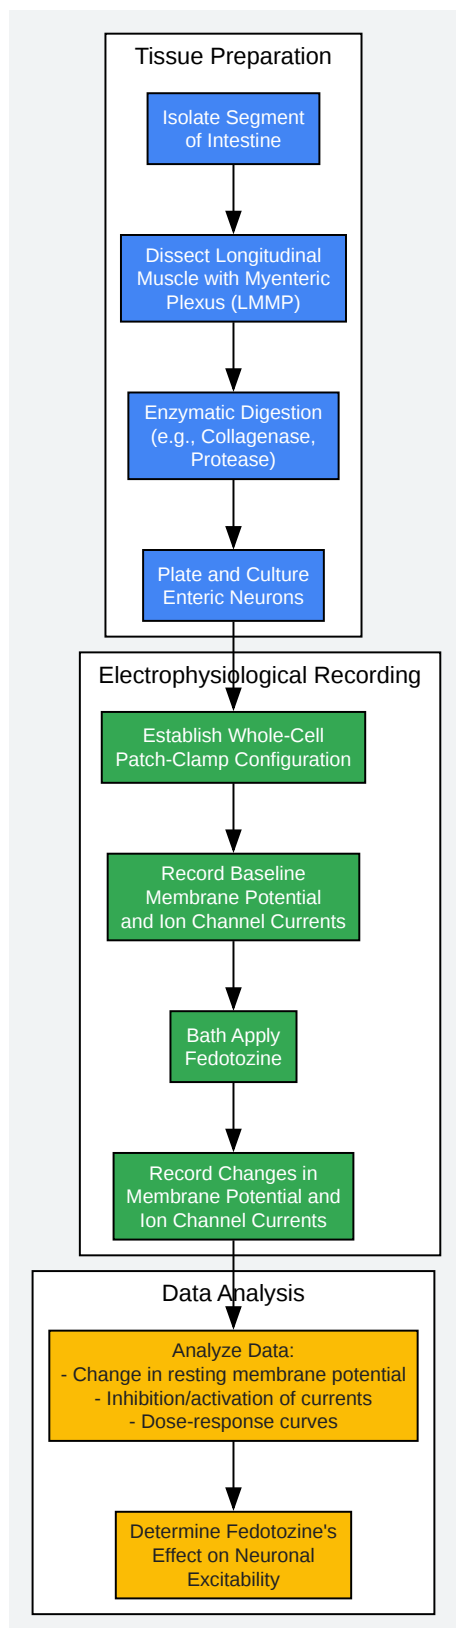 Tissue Preparation
Isolate Segment
of Intestine
Dissect Longitudinal
Muscle with Myenteric
Plexus (LMMP)
Enzymatic Digestion
(e.g., Collagenase,
Protease)
Plate and Culture
Enteric Neurons
Electrophysiological Recording
Establish Whole-Cell
Patch-Clamp Configuration
Record Baseline
Membrane Potential
and Ion Channel Currents
Bath Apply
Fedotozine
Record Changes in
Membrane Potential and
Ion Channel Currents
Data Analysis
Analyze Data:
- Change in resting membrane potential
- Inhibition/activation of currents
- Dose-response curves
Determine Fedotozine's
Effect on Neuronal
Excitability